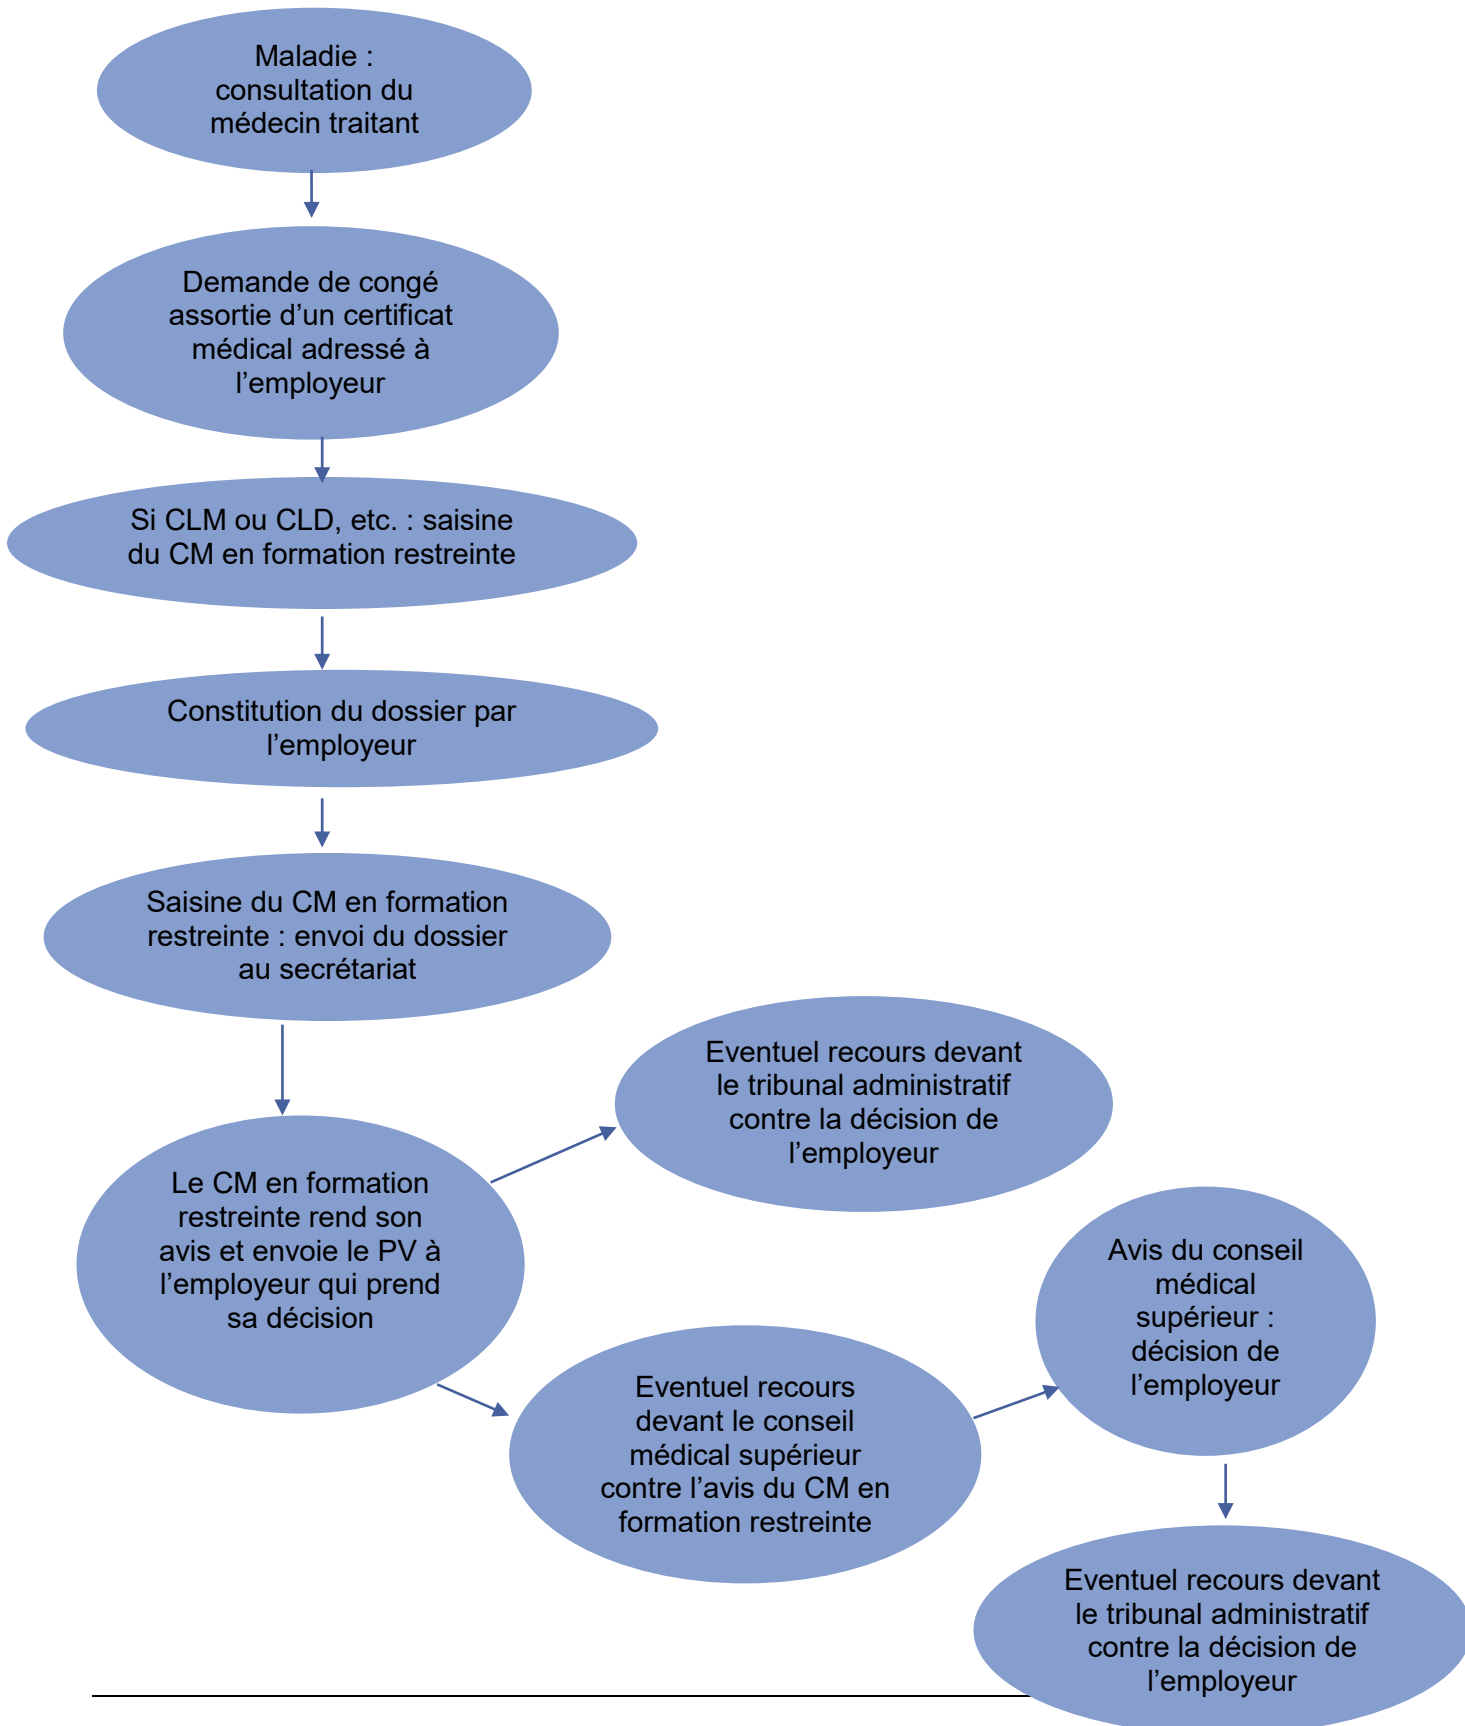 Maladie :
consultation du
médecin traitant
Demande de congé
assortie d’un certificat
médical adressé à
l’employeur
Si CLM ou CLD, etc. : saisine
du CM en formation restreinte
Constitution du dossier par
l’employeur
Saisine du CM en formation
restreinte : envoi du dossier
au secrétariat
Eventuel recours devant
le tribunal administratif
contre la décision de
l’employeur
Le CM en formation
restreinte rend son
avis et envoie le PV à
l’employeur qui prend
sa décision
Eventuel recours
devant le conseil
médical supérieur
contre l’avis du CM en
formation restreinte
Avis du conseil
médical
supérieur :
décision de
l’employeur
Eventuel recours devant
le tribunal administratif
contre la décision de
l’employeur